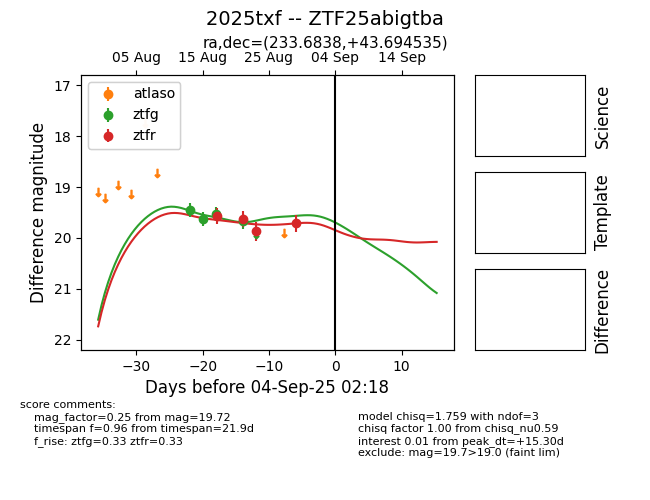 2025txf -- ZTF25abigtba
ra,dec=(233.6838,+43.694535)
05 Aug 15 Aug 25 Aug 04 Sep 14 Sep
17
18
19
20
21
22
Difference magnitude
atlaso
ztfg
ztfr
−30 −20 −10 0 10
Days before 04-Sep-25 02:18
Science
Template
Difference
score comments:
mag_factor=0.25 from mag=19.72
timespan f=0.96 from timespan=21.9d
f_rise: ztfg=0.33 ztfr=0.33
model chisq=1.759 with ndof=3
chisq factor 1.00 from chisq_nu0.59
interest 0.01 from peak_dt=+15.30d
exclude: mag=19.7>19.0 (faint lim)